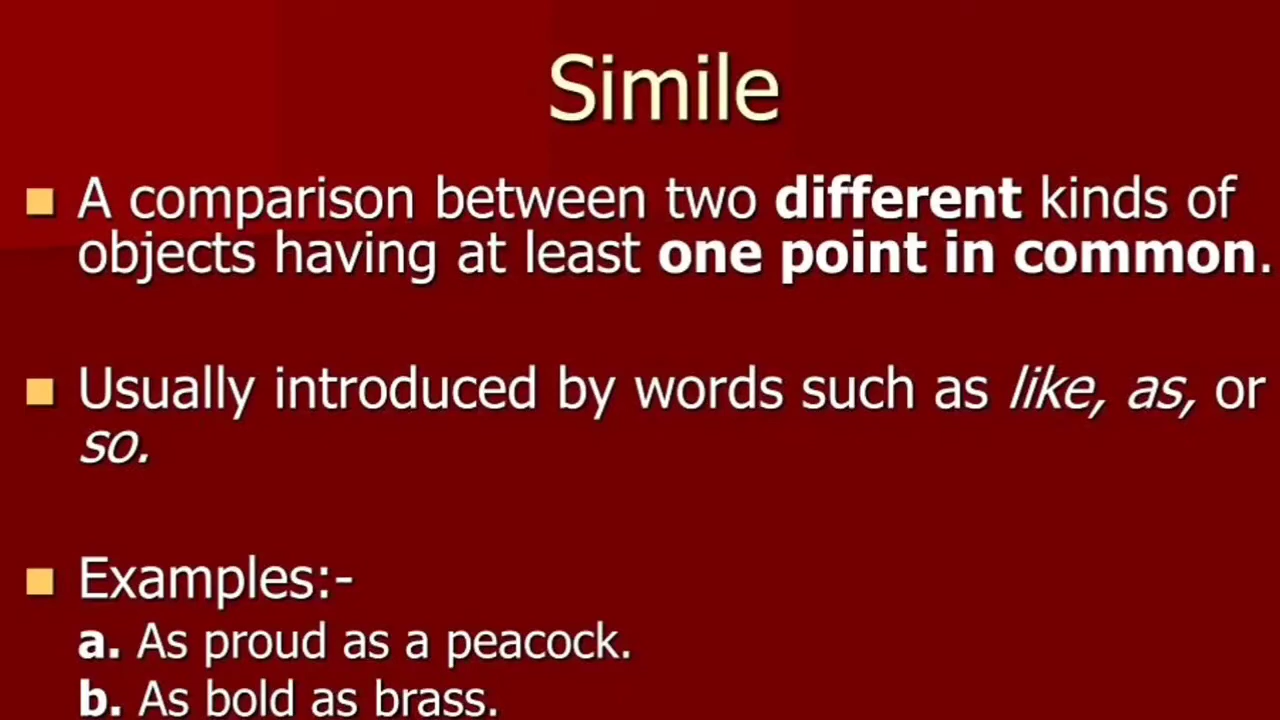 Simile
A comparison between two different kinds of
objects having at least one point in common.
Usually introduced by words such as like, as, or
so.
Examples:-
a. As proud as a peacock.
b. As bold as brass.